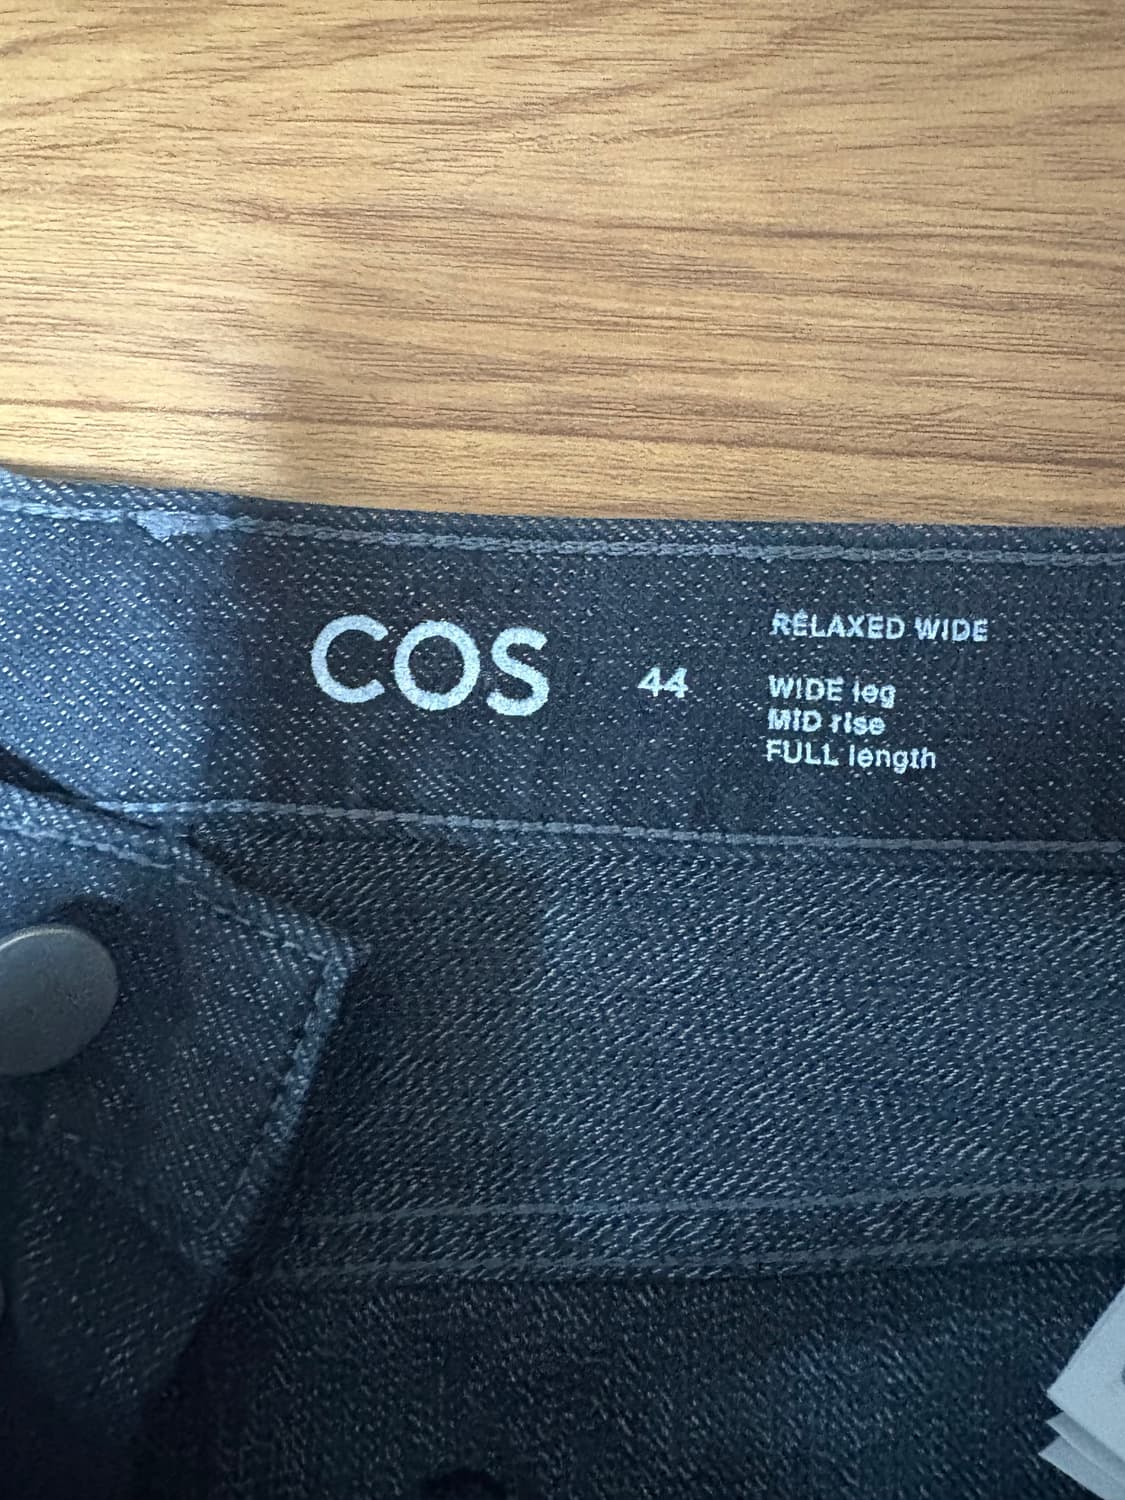 COS
44
RELAXED WIDE
WIDE leg
MID rise
FULL length